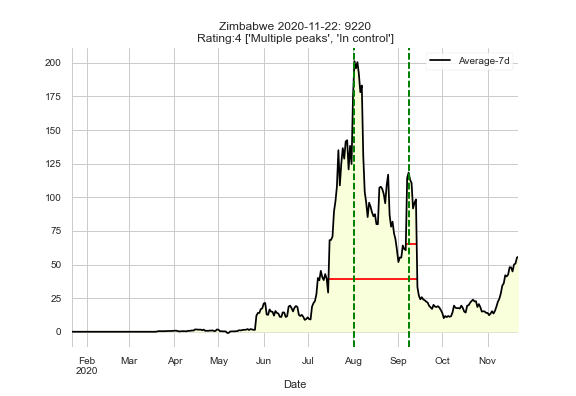 Zimbabwe 2020-11-22: 9220
Rating:4 ['Multiple peaks', 'In control']
Average-7d
200
175
150
125
100
75
50
25
0
Feb Mar Apr May Jun Jul Aug Sep Oct Nov
2020
Date